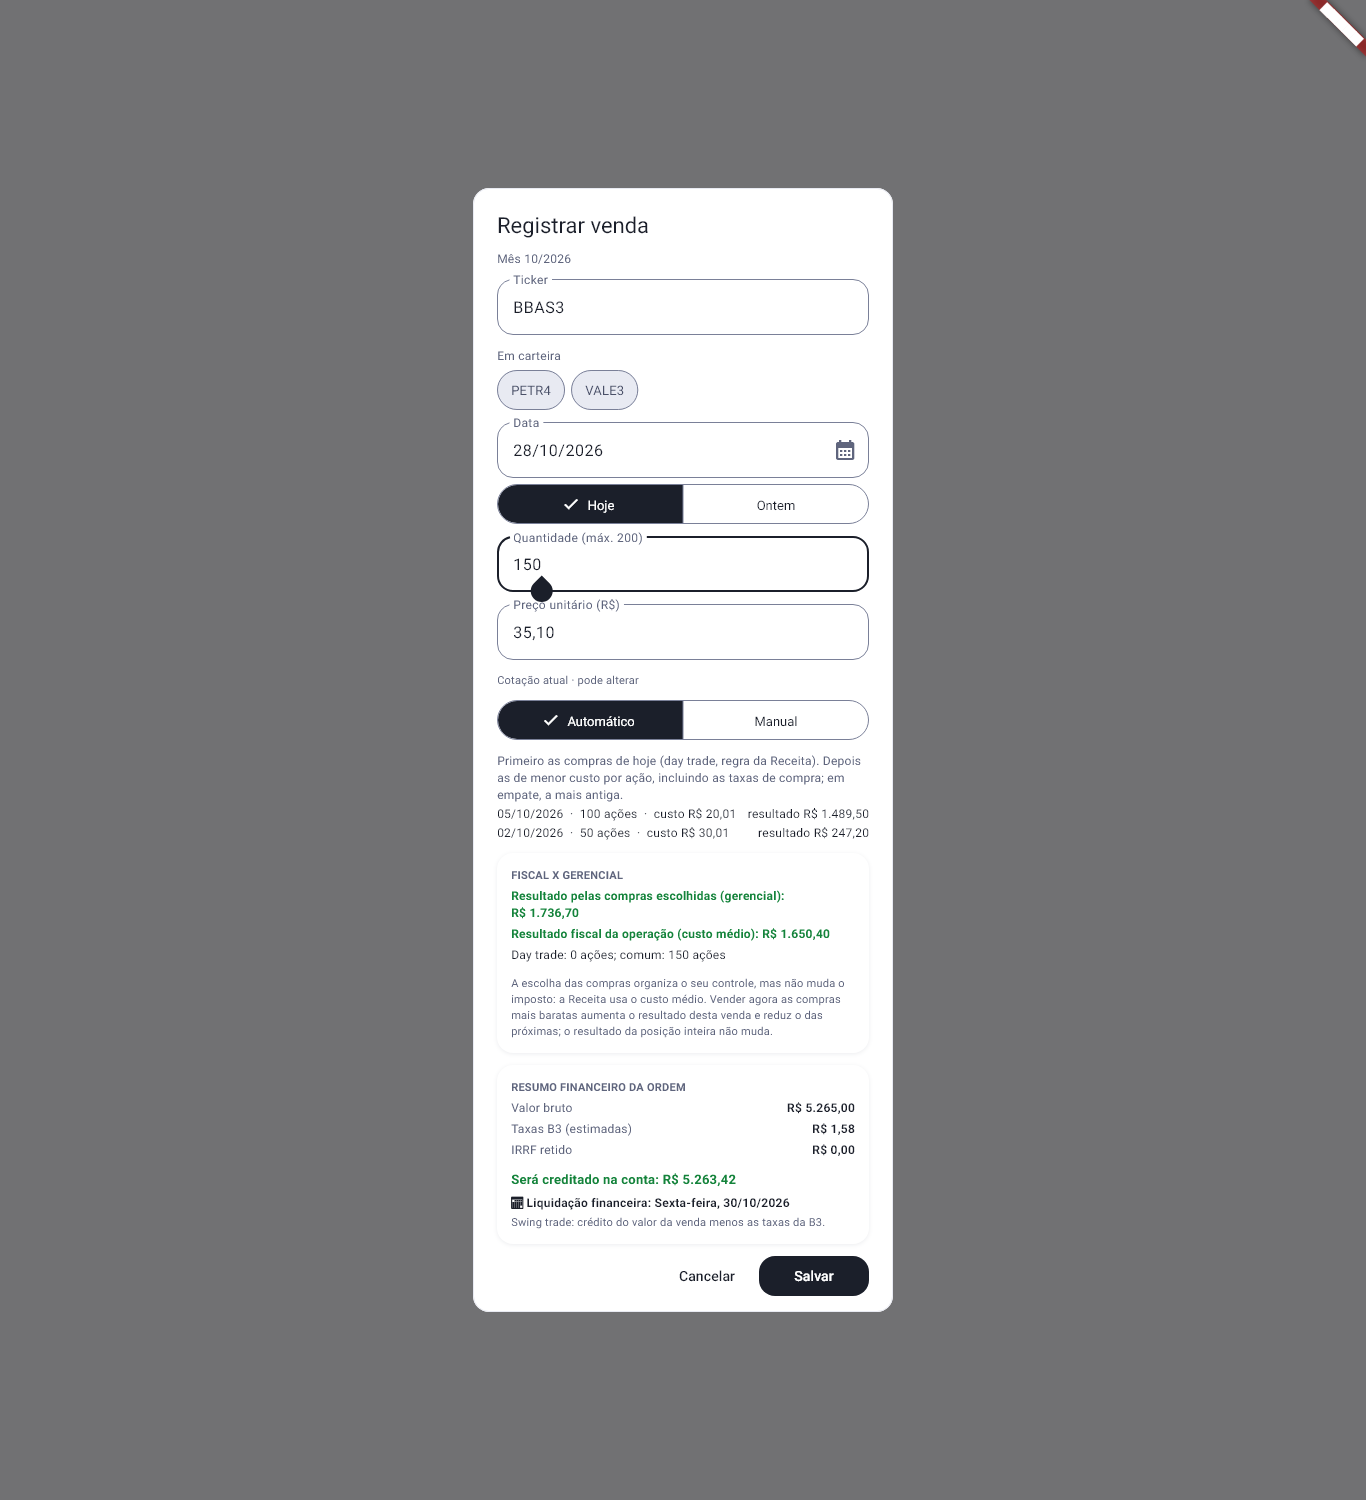 Registrar venda
Mês 10/2026
Ticker
BBAS3
Em carteira
PETR4 VALE3
Data
28/10/2026
Hoje Ontem
Quantidade (máx. 200)
150
Preço unitário (R$)
35,10
Cotação atual · pode alterar
Automático Manual
Primeiro as compras de hoje (day trade, regra da Receita). Depois
as de menor custo por ação, incluindo as taxas de compra; em
empate, a mais antiga.
05/10/2026 · 100 ações · custo R$ 20,01 resultado R$ 1.489,50
02/10/2026 · 50 ações · custo R$ 30,01 resultado R$ 247,20
FISCAL X GERENCIAL
Resultado pelas compras escolhidas (gerencial):
R$ 1.736,70
Resultado fiscal da operação (custo médio): R$ 1.650,40
Day trade: 0 ações; comum: 150 ações
A escolha das compras organiza o seu controle, mas não muda o
imposto: a Receita usa o custo médio. Vender agora as compras
mais baratas aumenta o resultado desta venda e reduz o das
próximas; o resultado da posição inteira não muda.
RESUMO FINANCEIRO DA ORDEM
Valor bruto R$ 5.265,00
Taxas B3 (estimadas) R$ 1,58
IRRF retido R$ 0,00
Será creditado na conta: R$ 5.263,42
Liquidação financeira: Sexta-feira, 30/10/2026
Swing trade: crédito do valor da venda menos as taxas da B3.
Cancelar Salvar